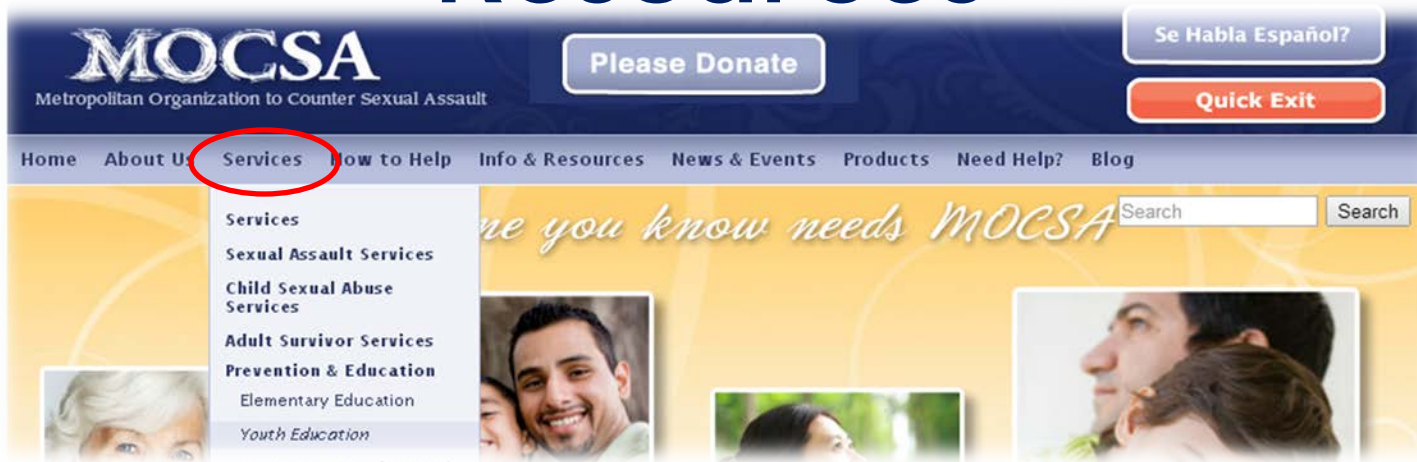 Resources
MOCSA
Metropolitan Organization to Counter Sexual Assault
Please Donate
Se Habla Español?
Quick Exit
Home About Us Services How to Help Info & Resources News & Events Products Need Help? Blog
ne you know needs MOCSA
Search Search
Services
Sexual Assault Services
Child Sexual Abuse
Services
Adult Survivor Services
Prevention & Education
Elementary Education
Youth Education